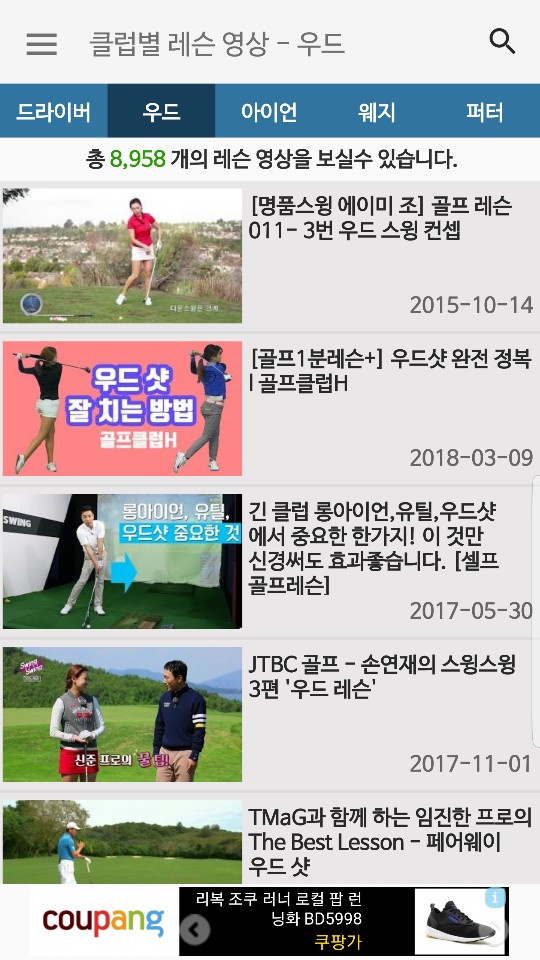 클럽별 레슨 영상 - 우드
드라이버 우드 아이언 웨지 퍼터
총 8,958 개의 레슨 영상을 보실수 있습니다.
[명품스윙 에이미 조] 골프 레슨
011- 3번 우드 스윙 컨셉
다운스윙은 크게
2015-10-14
우드 샷
잘 치는 방법
골프클럽H
[골프1분레슨+] 우드샷 완전 정복
l 골프클럽H
2018-03-09
SWING
롱아이언, 유틸,
우드샷 중요한 것
긴 클럽 롱아이언,유틸,우드샷
에서 중요한 한가지! 이 것만
신경써도 효과좋습니다. [셀프
골프레슨]
2017-05-30
Swing
Swing
신준 프로의 꿀 팁!
JTBC 골프 - 손연재의 스윙스윙
3편 '우드 레슨'
2017-11-01
TMaG과 함께 하는 임진한 프로의
The Best Lesson - 페어웨이
우드 샷
coupang
리복 조쿠 러너 로컬 팝 런
닝화 BD5998
쿠팡가
i